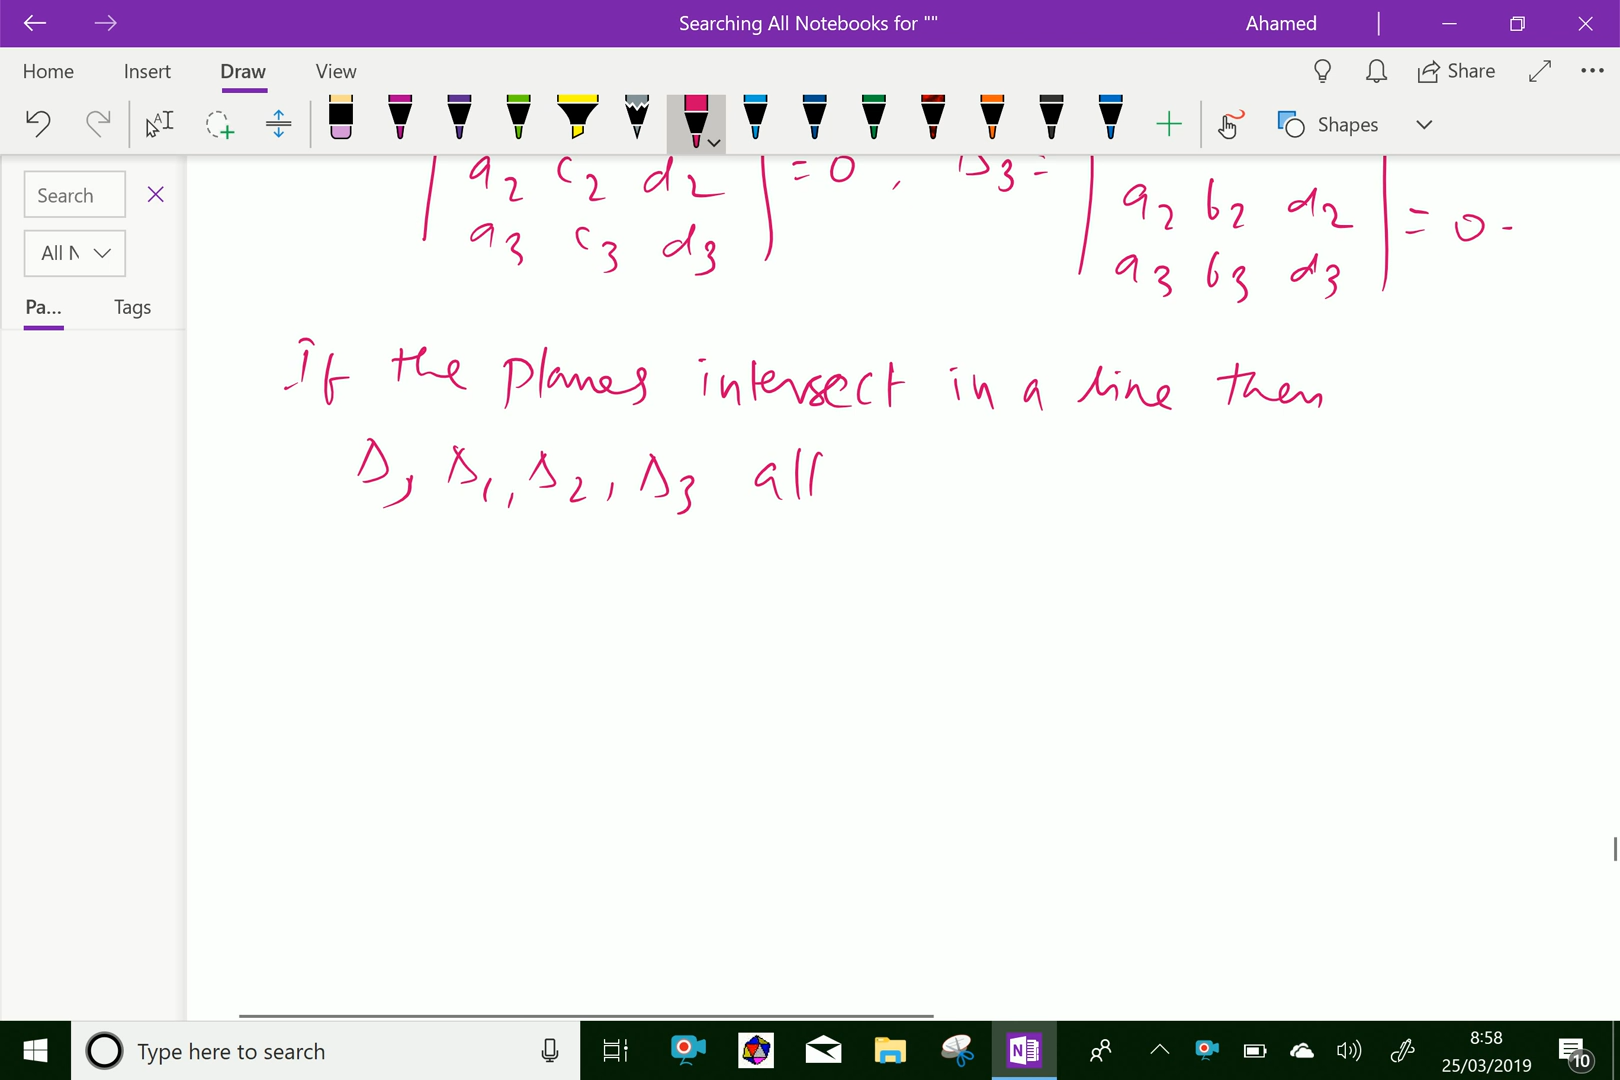 Searching All Notebooks for ""
Ahamed
Home Insert Draw View
Share
Shapes
Search
All N
Pa... Tags
a2 c2 d2 = 0 , Δ3 =
a3 c3 d3
a2 b2 d2 = 0 -
a3 b3 d3
If the planes intersect in a line then
Δ, Δ1, Δ2, Δ3 all
Type here to search
8:58
25/03/2019
10